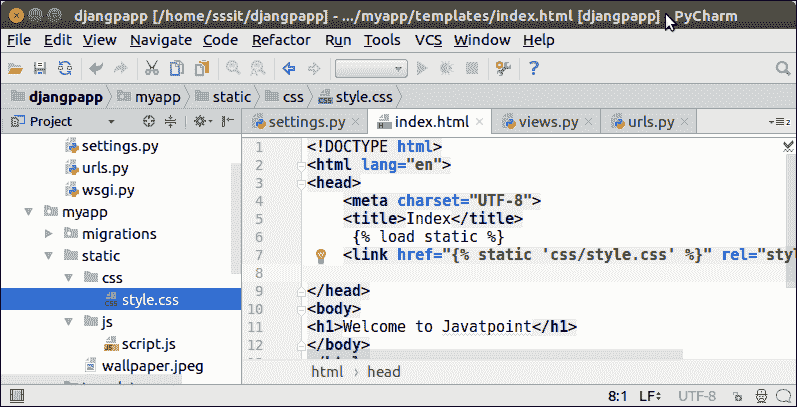 djangpapp [/home/sssit/djangpapp] - .../myapp/templates/index.html [djangpapp] - PyCharm
File Edit View Navigate Code Refactor Run Tools VCS Window Help
djangpapp myapp static css style.css
Project
settings.py index.html views.py urls.py
settings.py
urls.py
wsgi.py
myapp
migrations
static
css
style.css
js
script.js
wallpaper.jpeg
1 <!DOCTYPE html>
2 <html lang="en">
3 <head>
4 <meta charset="UTF-8">
5 <title>Index</title>
6 {% load static %}
7 <link href="{% static 'css/style.css' %}" rel="sty
8
9 </head>
10 <body>
11 <h1>Welcome to Javatpoint</h1>
12 </body>
html › head
8:1 LF UTF-8